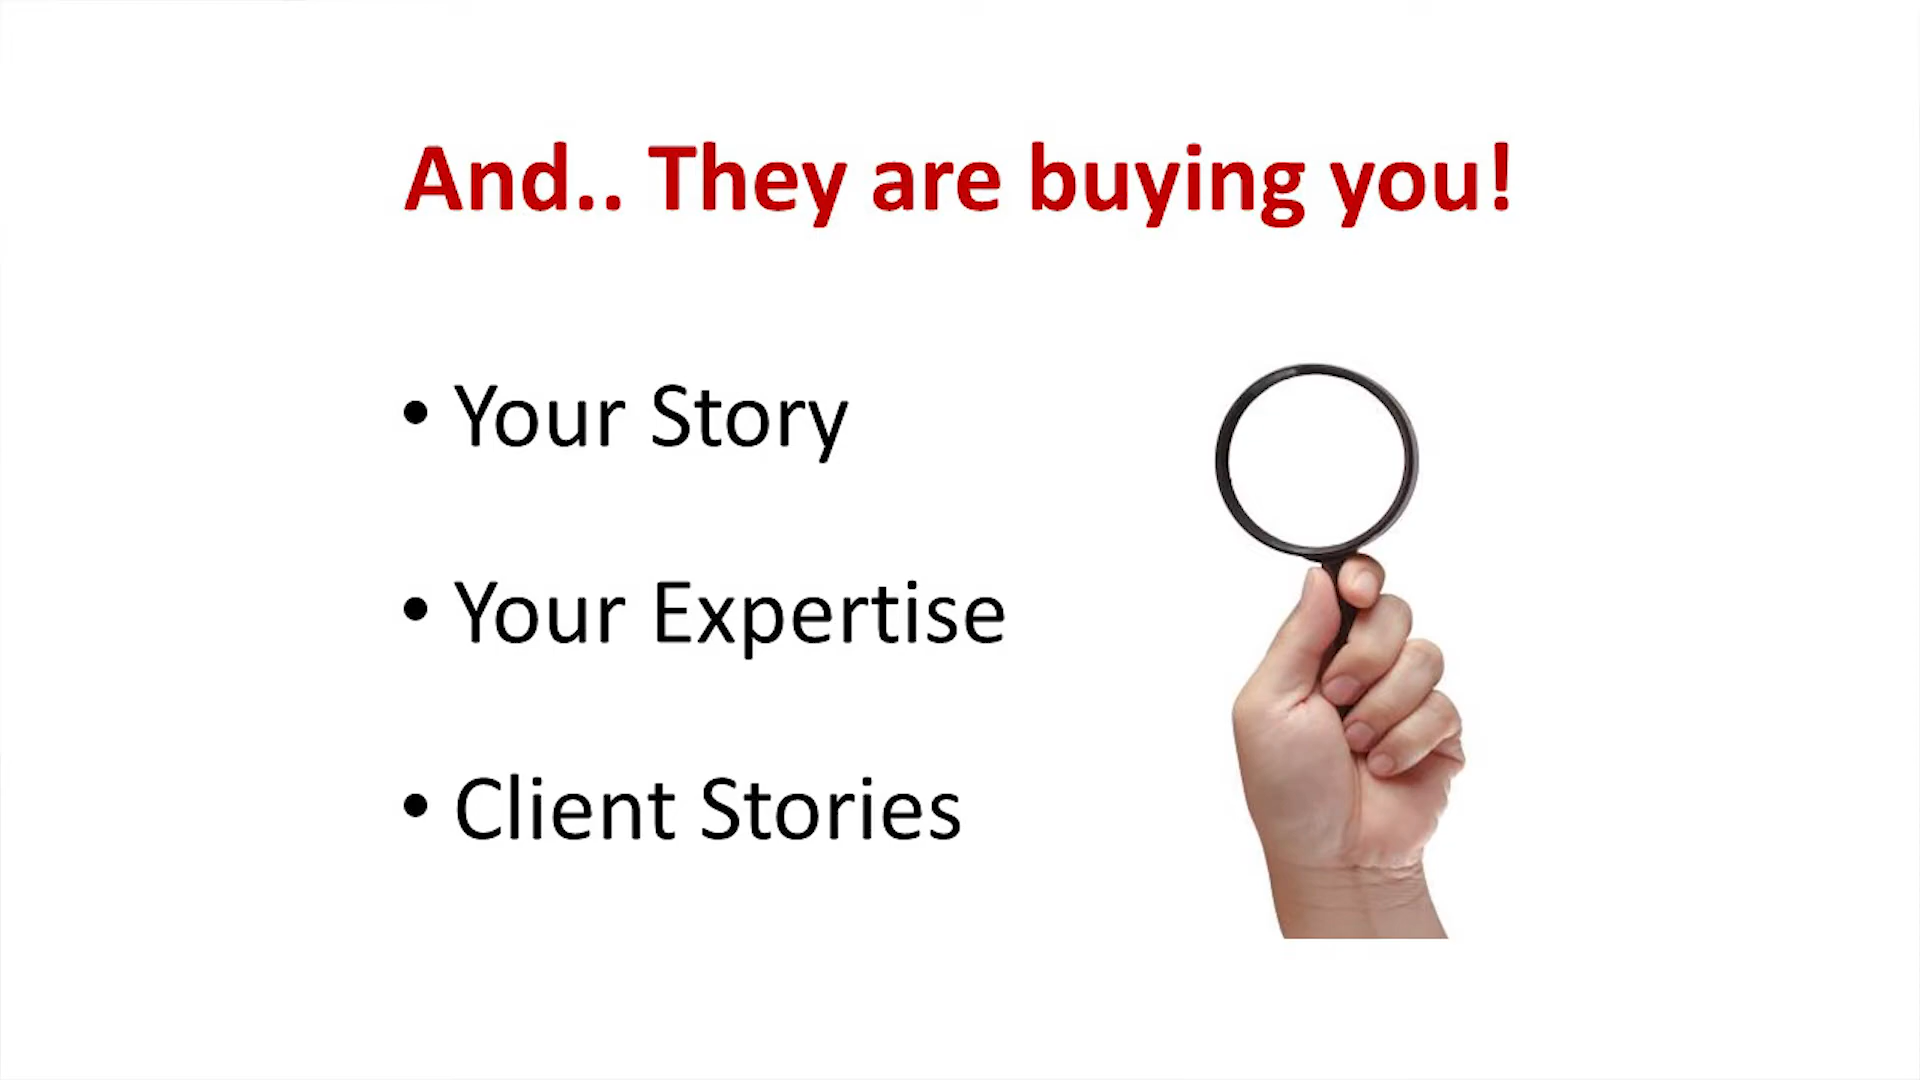 And.. They are buying you!
• Your Story
• Your Expertise
• Client Stories